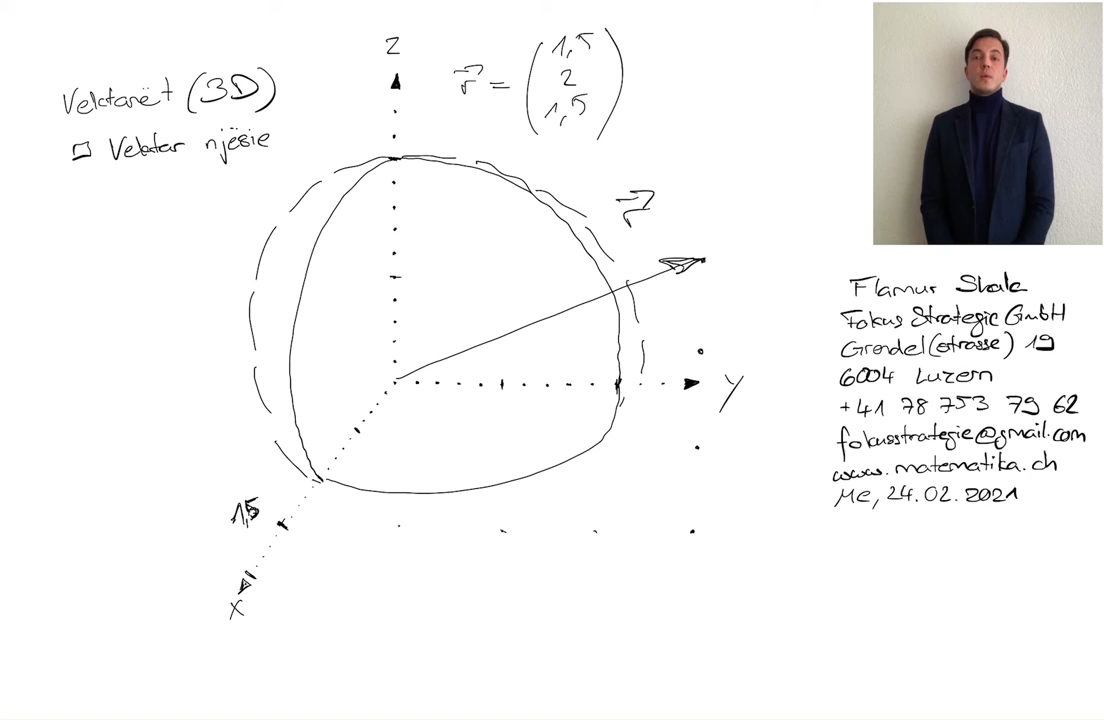 Vektorët (3D)
□ Vektor njësie
Z
r⃗ = (1,5
2
1,5)
r⃗
Y
1,5
X
Flamur Shala
Fokus Strategie GmbH
Grendel(strasse) 19
6004 Luzern
+41 78 753 79 62
fokusstrategie@gmail.com
www.matematika.ch
Me, 24.02.2021